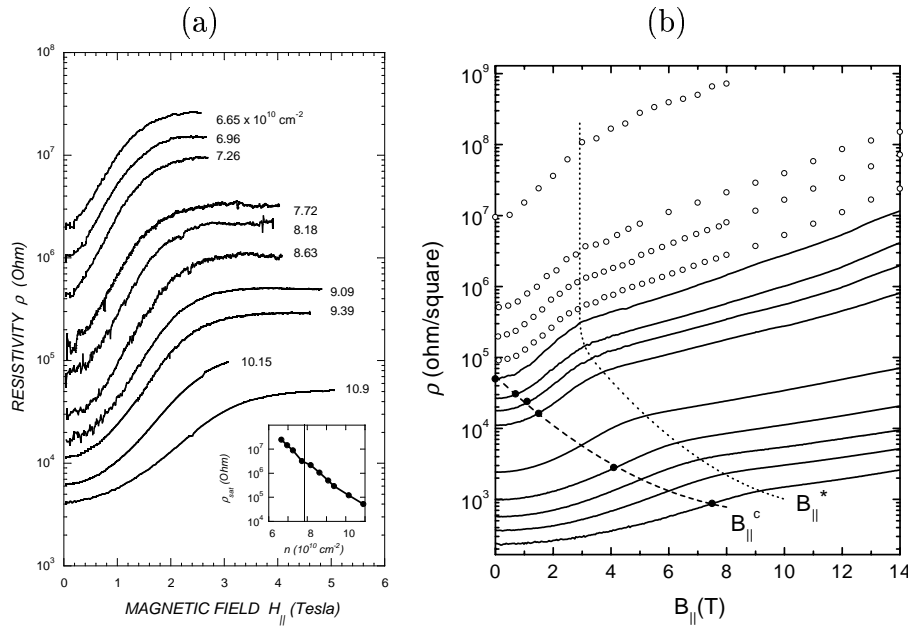 (a)
(b)
RESISTIVITY ρ (Ohm)
10^8
10^7
10^6
10^5
10^4
10^3
6.65 x 10^10 cm^-2
6.96
7.26
7.72
8.18
8.63
9.09
9.39
10.15
10.9
ρ_sat (Ohm)
10^7
10^6
10^5
10^4
6 8 10
n (10^10 cm^-2)
0 1 2 3 4 5 6
MAGNETIC FIELD H_|| (Tesla)
ρ (ohm/square)
10^9
10^8
10^7
10^6
10^5
10^4
10^3
B_||^c
B_||^*
0 2 4 6 8 10 12 14
B_||(T)